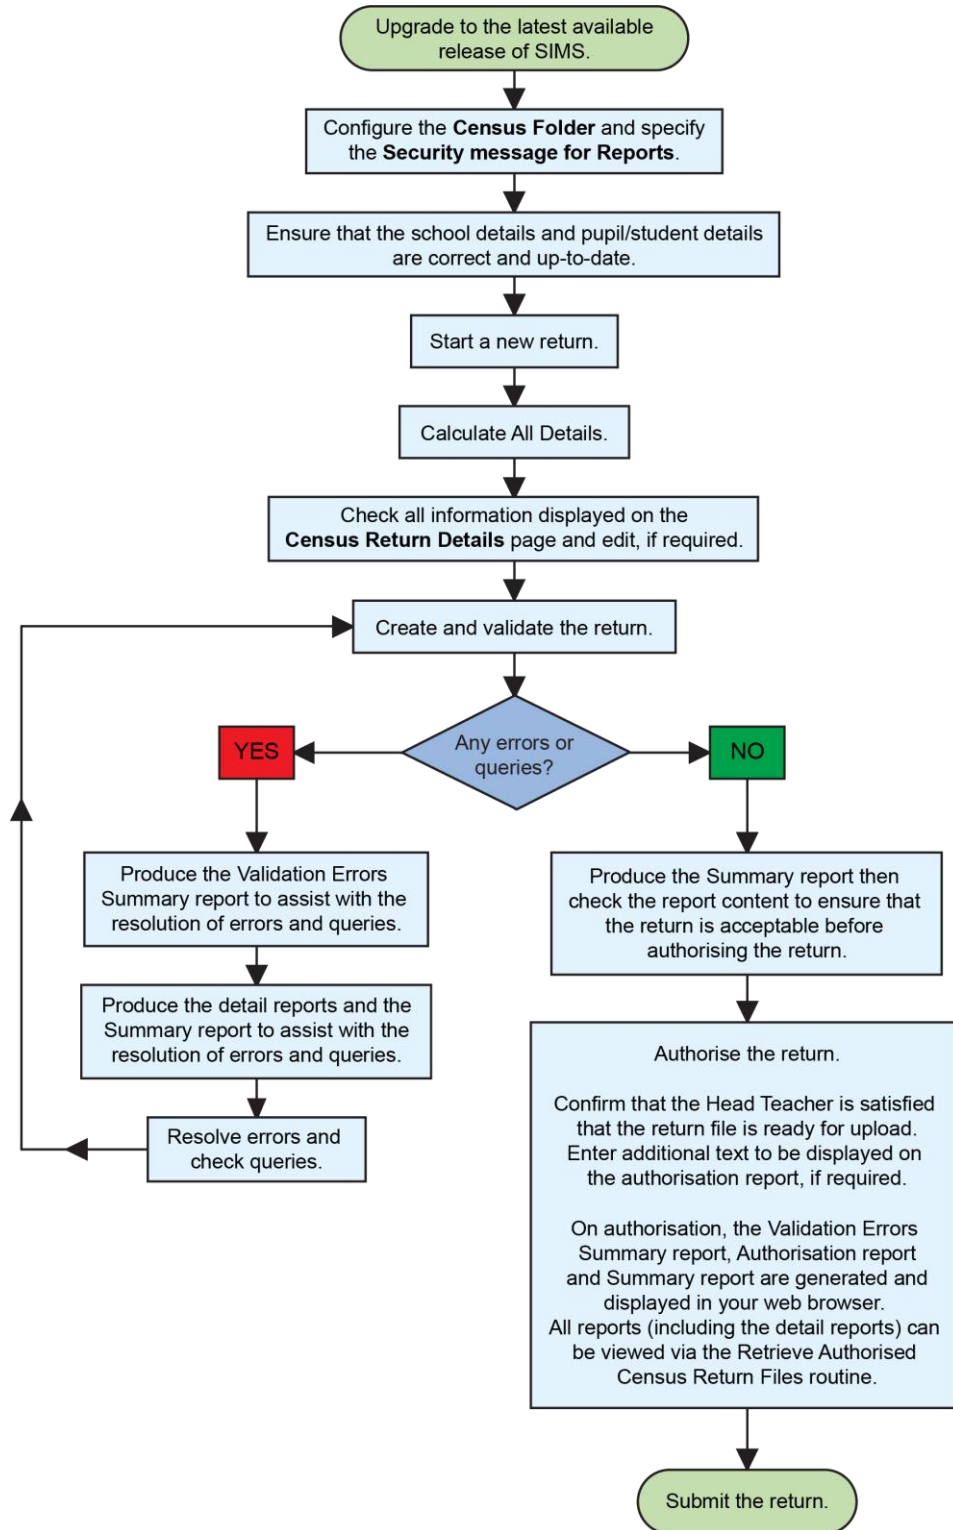 Upgrade to the latest available
release of SIMS.
Configure the Census Folder and specify
the Security message for Reports.
Ensure that the school details and pupil/student details
are correct and up-to-date.
Start a new return.
Calculate All Details.
Check all information displayed on the
Census Return Details page and edit, if required.
Create and validate the return.
Any errors or
queries?
YES
NO
Produce the Validation Errors
Summary report to assist with the
resolution of errors and queries.
Produce the detail reports and the
Summary report to assist with the
resolution of errors and queries.
Resolve errors and
check queries.
Produce the Summary report then
check the report content to ensure that
the return is acceptable before
authorising the return.
Authorise the return.
Confirm that the Head Teacher is satisfied
that the return file is ready for upload.
Enter additional text to be displayed on
the authorisation report, if required.
On authorisation, the Validation Errors
Summary report, Authorisation report
and Summary report are generated and
displayed in your web browser.
All reports (including the detail reports) can
be viewed via the Retrieve Authorised
Census Return Files routine.
Submit the return.